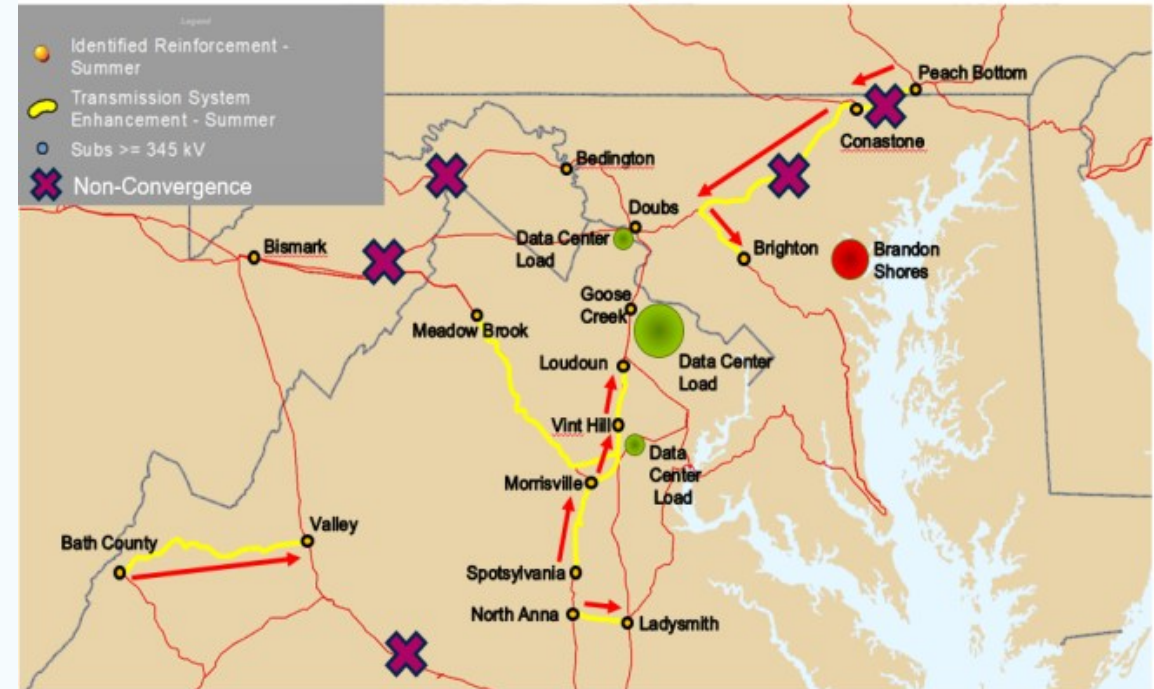 Legend
Identified Reinforcement -
Summer
Transmission System
Enhancement - Summer
Subs >= 345 kV
Non-Convergence
Peach Bottom
Conastone
Bedington
Doubs
Data Center
Load
Bismark
Brighton
Brandon
Shores
Goose
Creek
Meadow Brook
Loudoun
Data Center
Load
Vint Hill
Data
Center
Load
Morrisville
Valley
Bath County
Spotsylvania
North Anna
Ladysmith